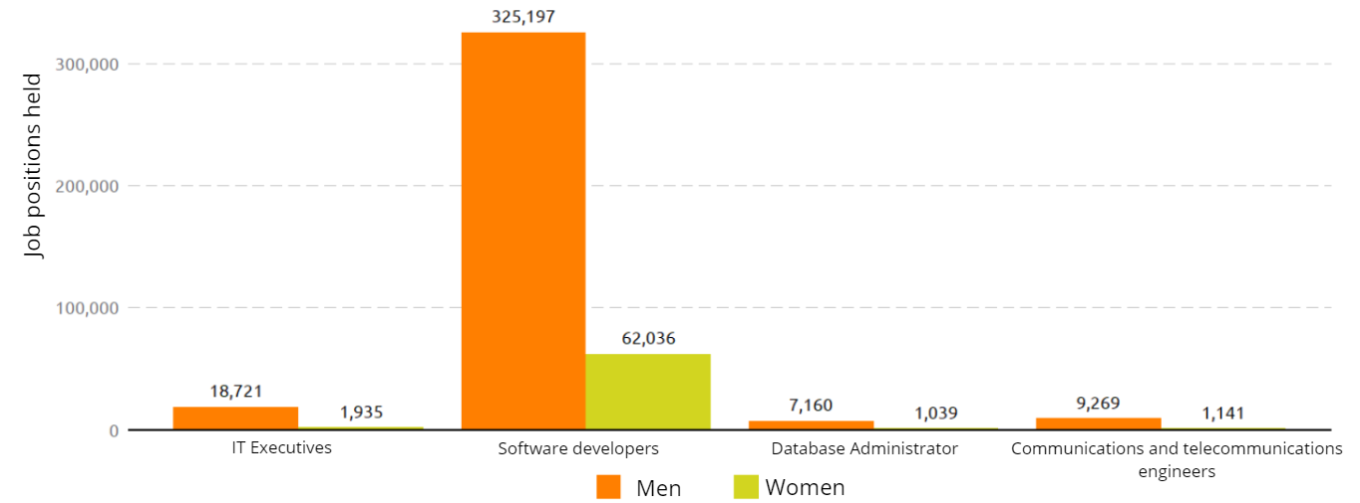 325,197
300,000
Job positions held
200,000
100,000
62,036
18,721
1,935
7,160
1,039
9,269
1,141
0
IT Executives
Software developers
Database Administrator
Communications and telecommunications
engineers
Men
Women